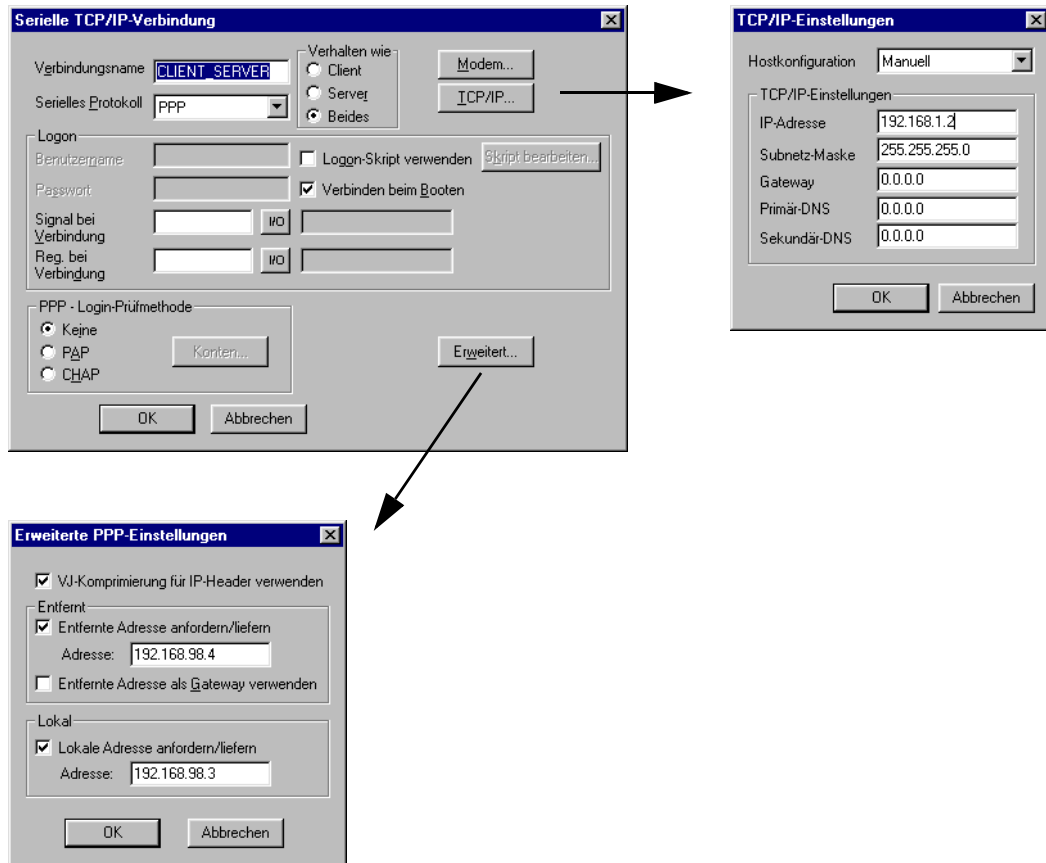 Serielle TCP/IP-Verbindung
Verbindungsname CLIENT_SERVER
Serielles Protokoll PPP
Verhalten wie
Client
Server
Beides
Modem...
TCP/IP...
Logon
Benutzername
Passwort
Logon-Skript verwenden Skript bearbeiten...
Verbinden beim Booten
Signal bei
Verbindung
I/O
Reg. bei
Verbindung
I/O
PPP - Login-Prüfmethode
Keine
PAP
CHAP
Konten...
Erweitert...
OK Abbrechen
TCP/IP-Einstellungen
Hostkonfiguration Manuell
TCP/IP-Einstellungen
IP-Adresse 192.168.1.2
Subnetz-Maske 255.255.255.0
Gateway 0.0.0.0
Primär-DNS 0.0.0.0
Sekundär-DNS 0.0.0.0
OK Abbrechen
Erweiterte PPP-Einstellungen
VJ-Komprimierung für IP-Header verwenden
Entfernt
Entfernte Adresse anfordern/liefern
Adresse: 192.168.98.4
Entfernte Adresse als Gateway verwenden
Lokal
Lokale Adresse anfordern/liefern
Adresse: 192.168.98.3
OK Abbrechen